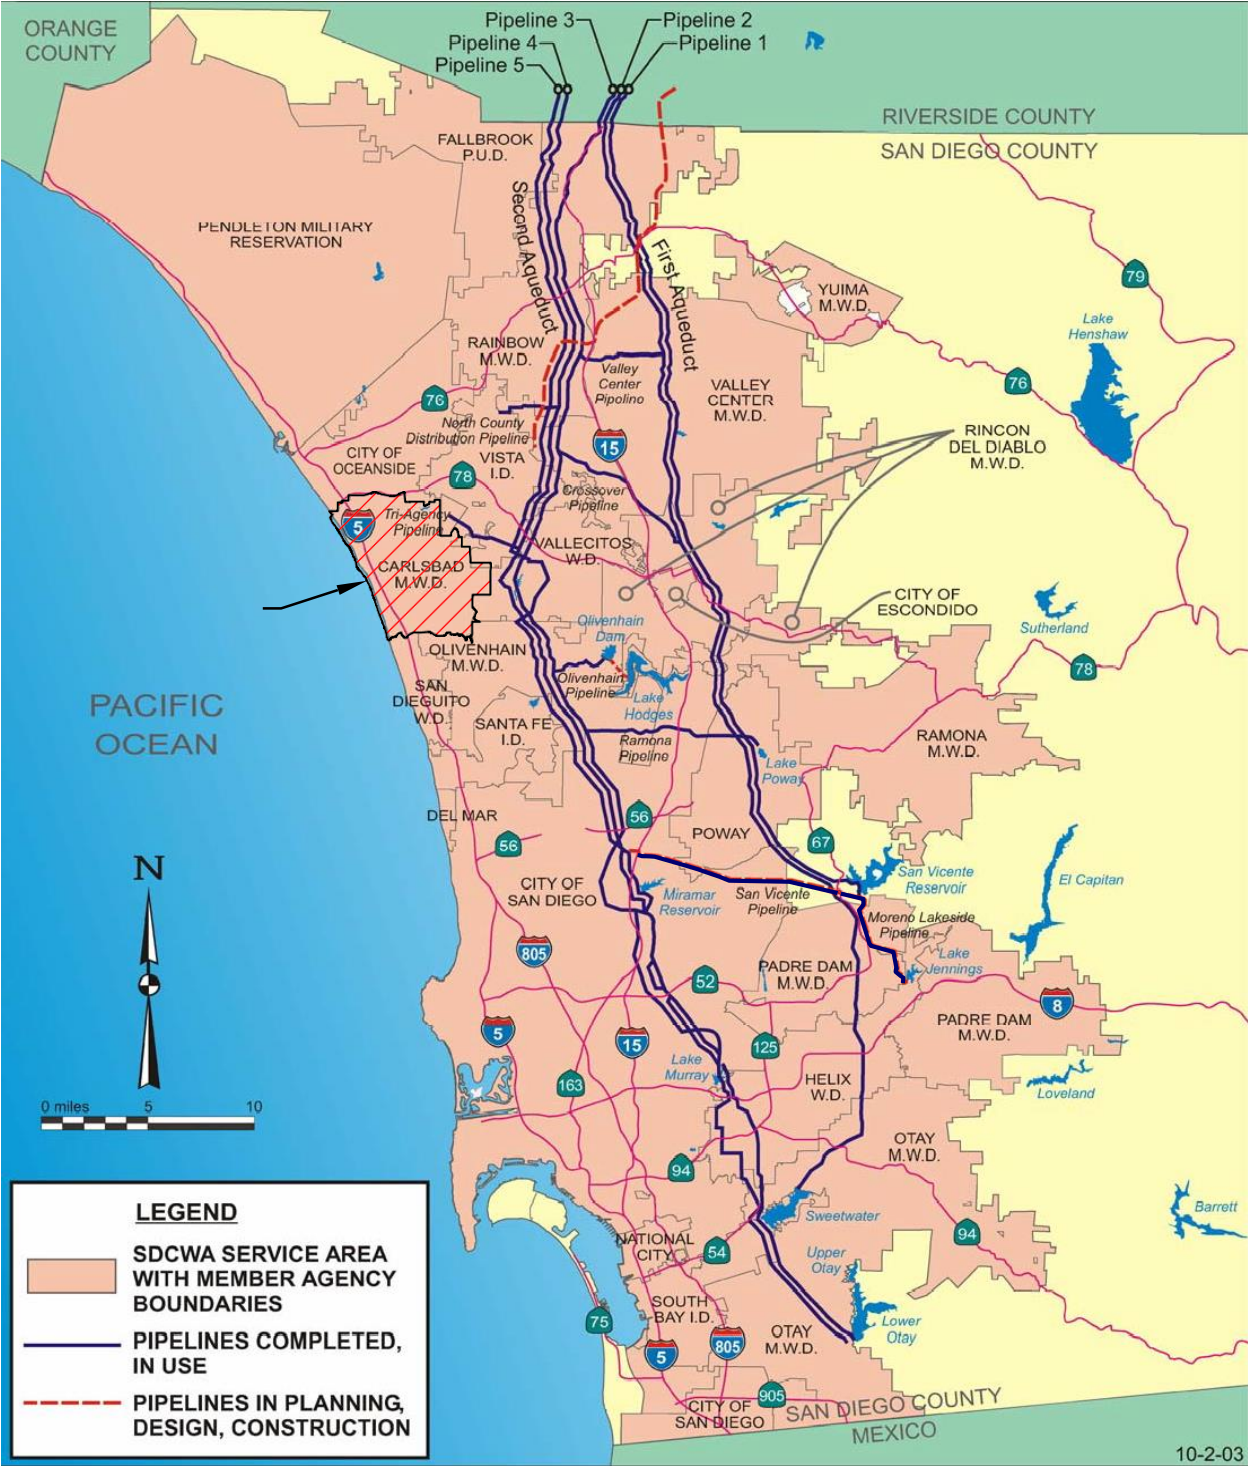 ORANGE
COUNTY
Pipeline 3
Pipeline 4
Pipeline 5
Pipeline 2
Pipeline 1
RIVERSIDE COUNTY
SAN DIEGO COUNTY
FALLBROOK
P.U.D.
PENDLETON MILITARY
RESERVATION
Second Aqueduct
First Aqueduct
79
YUIMA
M.W.D.
Lake
Henshaw
RAINBOW
M.W.D.
Valley
Center
Pipolino
VALLEY
CENTER
M.W.D.
76
76
North County
Distribution Pipeline
15
RINCON
DEL DIABLO
M.W.D.
CITY OF
OCEANSIDE
VISTA
I.D.
78
Crossover
Pipeline
5
Tri-Agency
Pipeline
VALLECITOS
W.D.
CARLSBAD
M.W.D.
CITY OF
ESCONDIDO
Sutherland
Olivenhain
Dam
78
OLIVENHAIN
M.W.D.
Olivenhain
Pipeline
SAN
DIEGUITO
W.D.
Lake
Hodges
PACIFIC
OCEAN
SANTA FE
I.D.
Ramona
Pipeline
RAMONA
M.W.D.
Lake
Poway
DEL MAR
56
56
POWAY
67
N
CITY OF
SAN DIEGO
Miramar
Reservoir
San Vicente
Pipeline
San Vicente
Reservoir
El Capitan
Moreno Lakeside
Pipeline
805
Lake
Jennings
52
PADRE DAM
M.W.D.
8
PADRE DAM
M.W.D.
5
15
125
Lake
Murray
163
HELIX
W.D.
Loveland
0 miles 5 10
OTAY
M.W.D.
94
LEGEND
SDCWA SERVICE AREA
WITH MEMBER AGENCY
BOUNDARIES
PIPELINES COMPLETED,
IN USE
PIPELINES IN PLANNING,
DESIGN, CONSTRUCTION
Sweetwater
Barrett
94
NATIONAL
CITY
54
Upper
Otay
SOUTH
BAY I.D.
75
Lower
Otay
OTAY
M.W.D.
5
805
905
CITY OF
SAN DIEGO
SAN DIEGO COUNTY
MEXICO
10-2-03